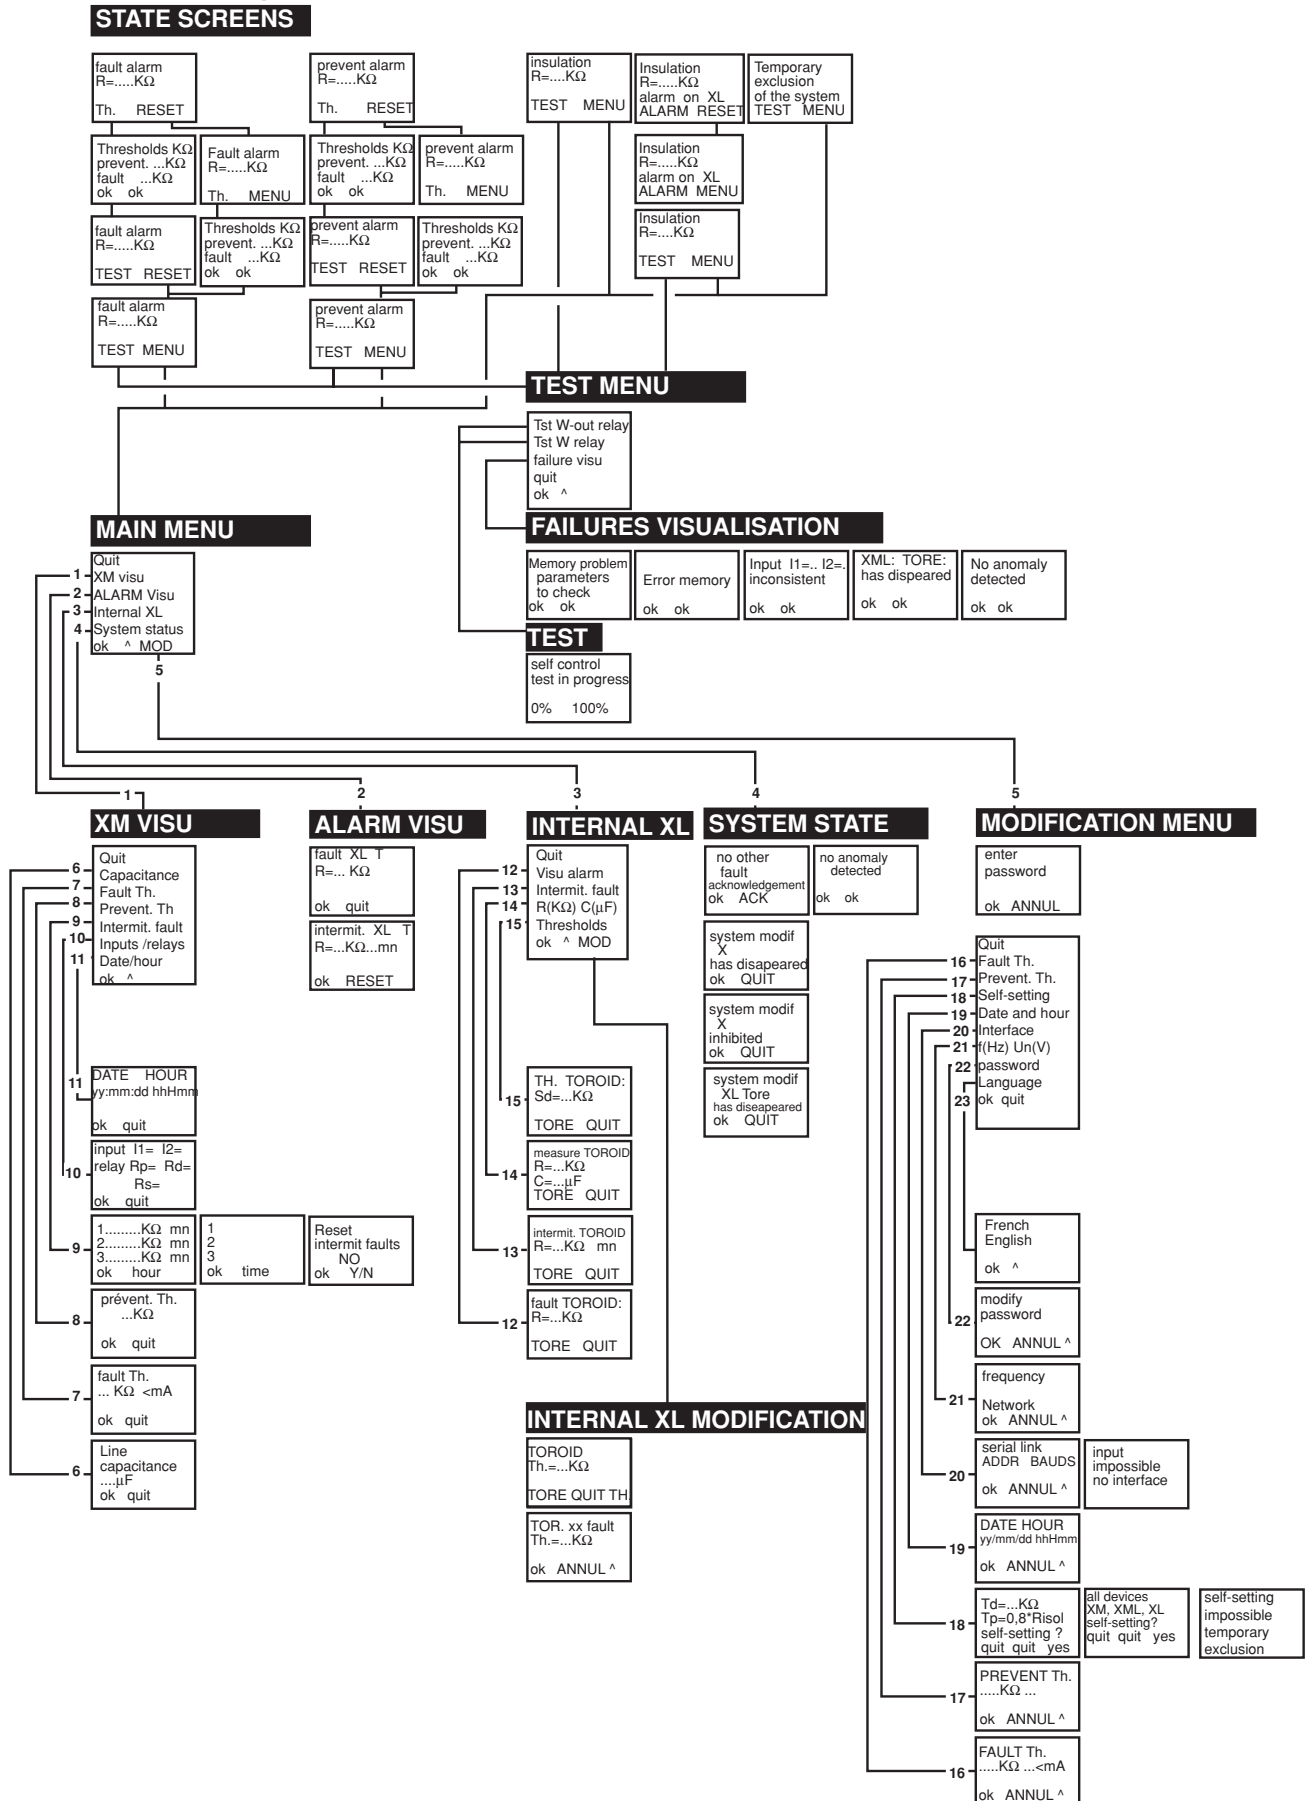 STATE SCREENS
fault alarm
R=.....KΩ
Th. RESET
prevent alarm
R=.....KΩ
Th. RESET
insulation
R=....KΩ
TEST MENU
Insulation
R=.....KΩ
alarm on XL
ALARM RESET
Temporary
exclusion
of the system
TEST MENU
Thresholds KΩ
prevent. ...KΩ
fault ...KΩ
ok ok
Fault alarm
R=.....KΩ
Th. MENU
Thresholds KΩ
prevent. ...KΩ
fault ...KΩ
ok ok
prevent alarm
R=.....KΩ
Th. MENU
Insulation
R=.....KΩ
alarm on XL
ALARM MENU
fault alarm
R=.....KΩ
TEST RESET
Thresholds KΩ
prevent. ...KΩ
fault ...KΩ
ok ok
prevent alarm
R=.....KΩ
TEST RESET
Thresholds KΩ
prevent. ...KΩ
fault ...KΩ
ok ok
Insulation
R=....KΩ
TEST MENU
fault alarm
R=.....KΩ
TEST MENU
prevent alarm
R=.....KΩ
TEST MENU
TEST MENU
Tst W-out relay
Tst W relay
failure visu
quit
ok ^
MAIN MENU
Quit
1 XM visu
2 ALARM Visu
3 Internal XL
4 System status
ok ^ MOD
5
FAILURES VISUALISATION
Memory problem
parameters
to check
ok ok
Error memory
ok ok
Input I1=.. I2=.
inconsistent
ok ok
XML: TORE:
has dispeared
ok ok
No anomaly
detected
ok ok
TEST
self control
test in progress
0% 100%
1
XM VISU
Quit
6 Capacitance
7 Fault Th.
8 Prevent. Th
9 Intermit. fault
10 Inputs /relays
11 Date/hour
ok ^
11
DATE HOUR
yy:mm:dd hhHmm
ok quit
10
input I1= I2=
relay Rp= Rd=
Rs=
ok quit
9
1.........KΩ mn
2.........KΩ mn
3.........KΩ mn
ok hour
1
2
3
ok time
Reset
intermit faults
NO
ok Y/N
8
prévent. Th.
...KΩ
ok quit
7
fault Th.
... KΩ <mA
ok quit
6
Line
capacitance
....μF
ok quit
2
ALARM VISU
fault XL T
R=... KΩ
ok quit
intermit. XL T
R=...KΩ...mn
ok RESET
3
INTERNAL XL
Quit
12 Visu alarm
13 Intermit. fault
14 R(KΩ) C(μF)
15 Thresholds
ok ^ MOD
15
TH. TOROID:
Sd=...KΩ
TORE QUIT
14
measure TOROID
R=...KΩ
C=...μF
TORE QUIT
13
intermit. TOROID
R=...KΩ mn
TORE QUIT
12
fault TOROID:
R=...KΩ
TORE QUIT
INTERNAL XL MODIFICATION
TOROID
Th.=...KΩ
TORE QUIT TH.
TOR. xx fault
Th.=...KΩ
ok ANNUL ^
4
SYSTEM STATE
no other
fault
acknowledgement
ok ACK
no anomaly
detected
ok ok
system modif
X
has disapeared
ok QUIT
system modif
X
inhibited
ok QUIT
system modif
XL Tore
has diseapeared
ok QUIT
5
MODIFICATION MENU
enter
password
ok ANNUL
Quit
16 Fault Th.
17 Prevent. Th.
18 Self-setting
19 Date and hour
20 Interface
21 f(Hz) Un(V)
22 password
Language
23 ok quit
French
English
ok ^
22
modify
password
OK ANNUL ^
21
frequency
Network
ok ANNUL ^
20
serial link
ADDR BAUDS
ok ANNUL ^
input
impossible
no interface
19
DATE HOUR
yy/mm/dd hhHmm
ok ANNUL ^
18
Td=...KΩ
Tp=0,8*Risol
self-setting ?
quit quit yes
all devices
XM, XML, XL
self-setting?
quit quit yes
self-setting
impossible
temporary
exclusion
17
PREVENT Th.
.....KΩ ...
ok ANNUL ^
16
FAULT Th.
.....KΩ ...<mA
ok ANNUL ^